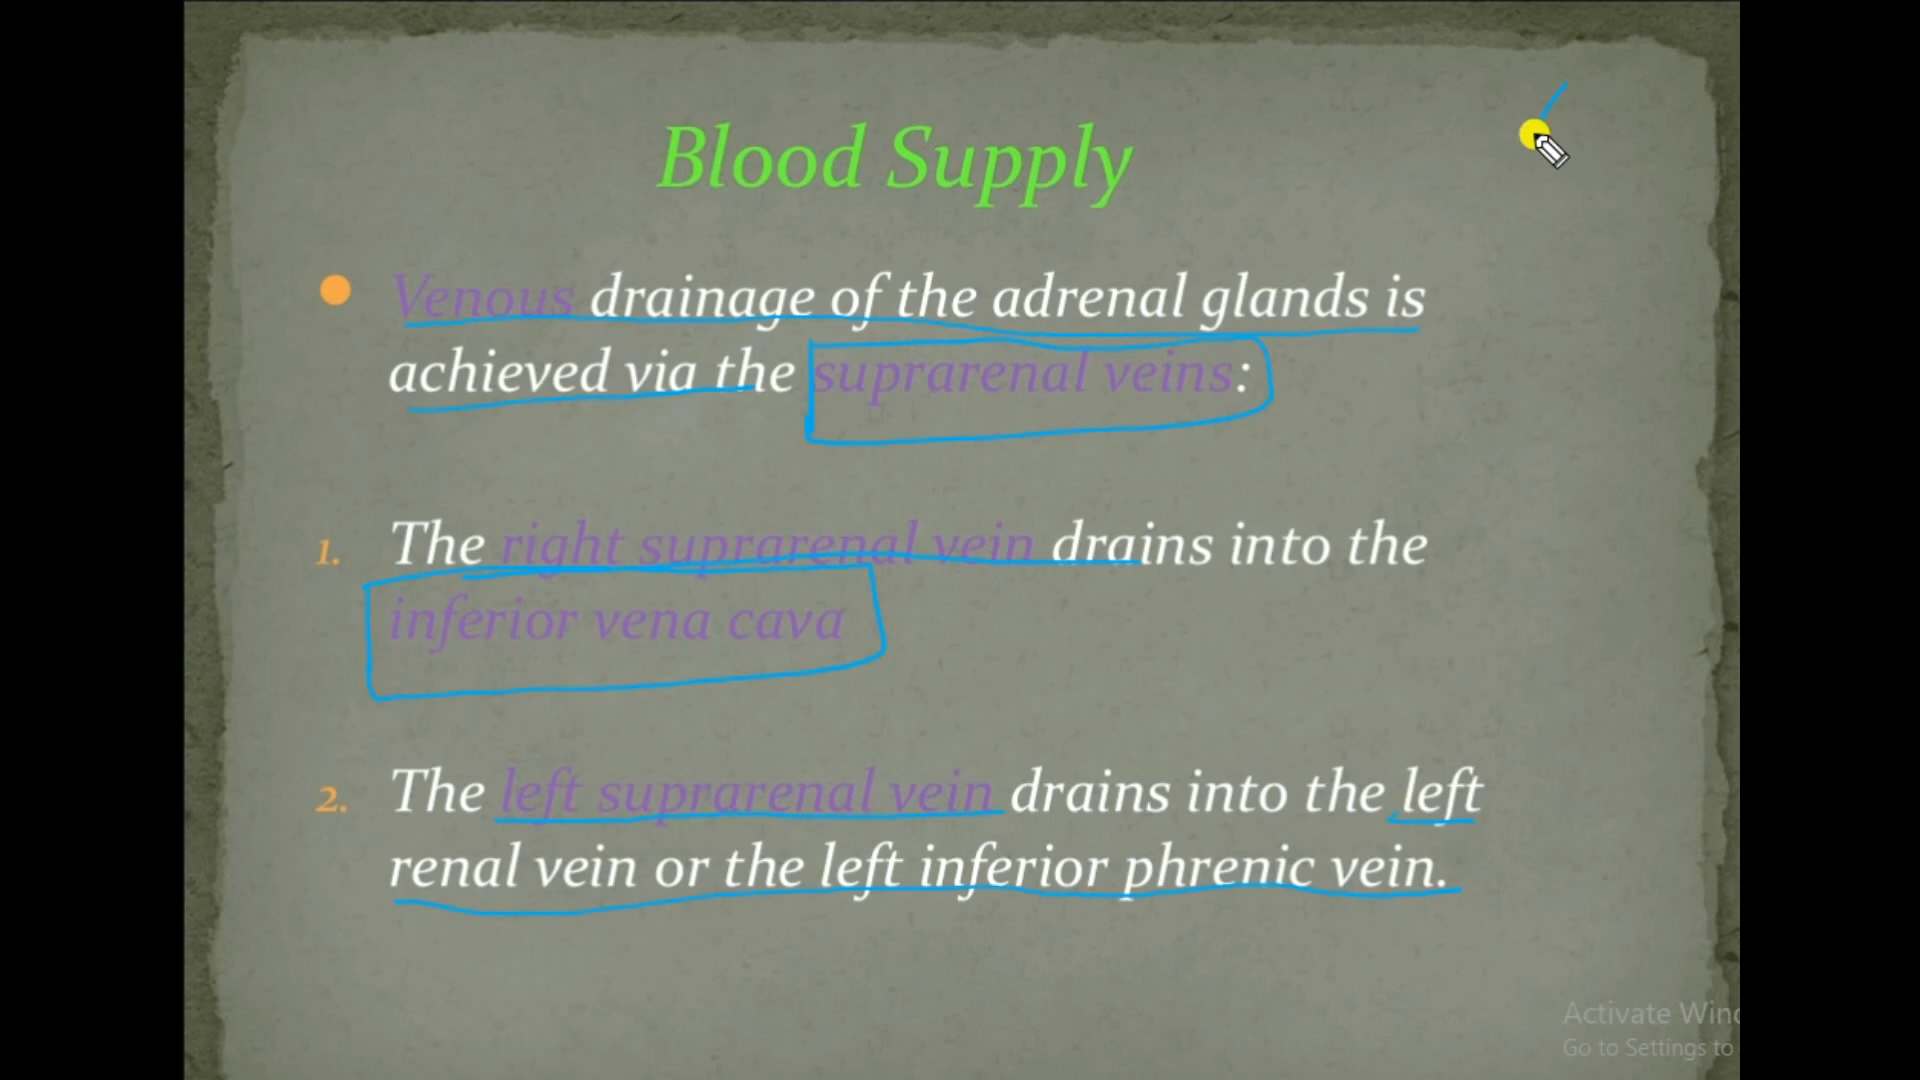 Blood Supply
Venous drainage of the adrenal glands is
achieved via the suprarenal veins:
1. The right suprarenal vein drains into the
inferior vena cava
2. The left suprarenal vein drains into the left
renal vein or the left inferior phrenic vein.
Activate Win
Go to Settings to